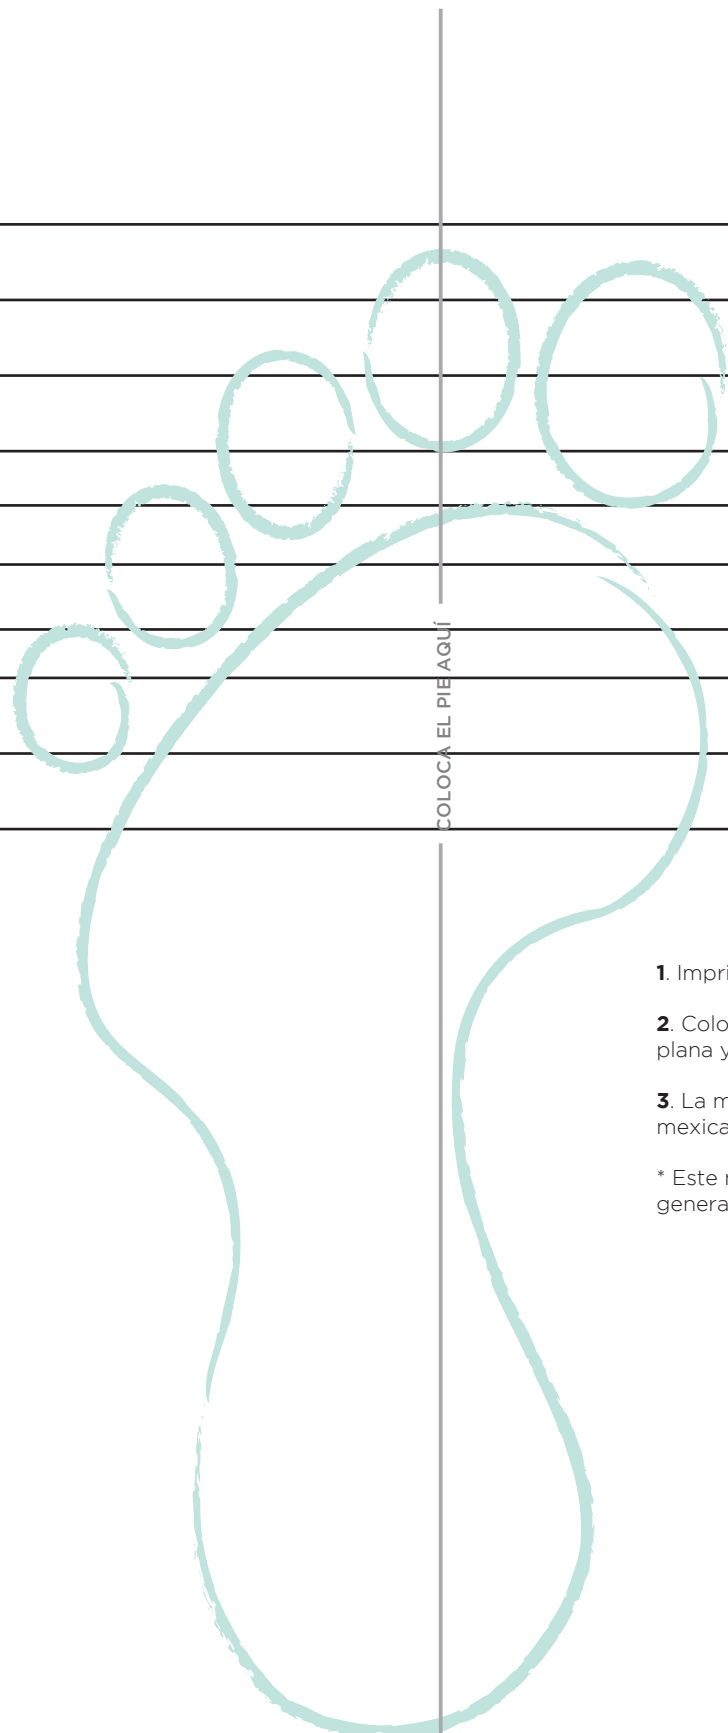 COLOCA EL PIE AQUÍ
1. Impri
2. Colo
plana y
3. La m
mexica
* Este
genera